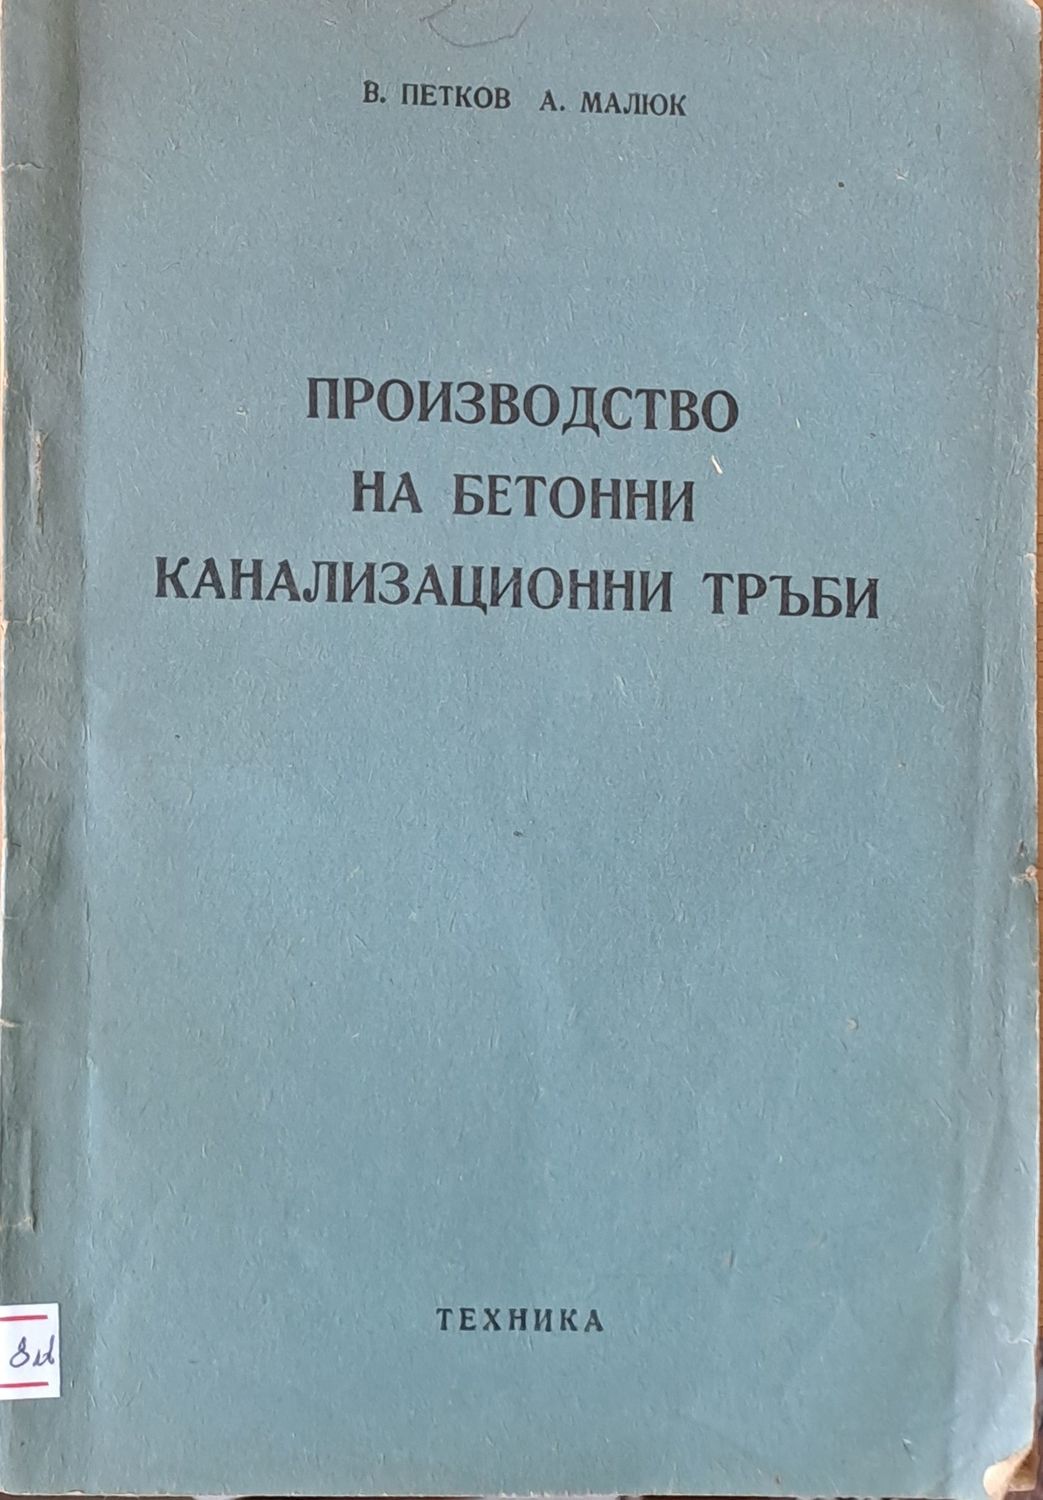 В. ПЕТКОВ А. МАЛЮК
ПРОИЗВОДСТВО
НА БЕТОННИ
КАНАЛИЗАЦИОННИ ТРЪБИ
ТЕХНИКА